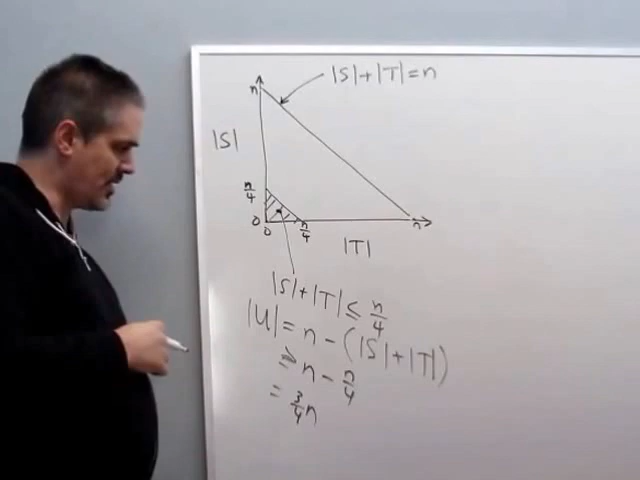 |S|+|T|=n
n
|S|
n/4
0
0
n/4
n
|T|
|S|+|T| ≤ n/4
|U| = n - (|S|+|T|)
≥ n - n/4
= 3/4 n